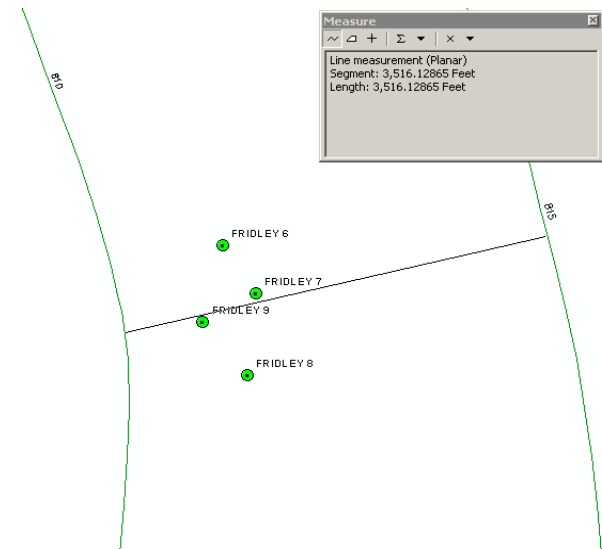 Measure
Line measurement (Planar)
Segment: 3,516.12865 Feet
Length: 3,516.12865 Feet
810
815
FRIDLEY 6
FRIDLEY 7
FRIDLEY 9
FRIDLEY 8